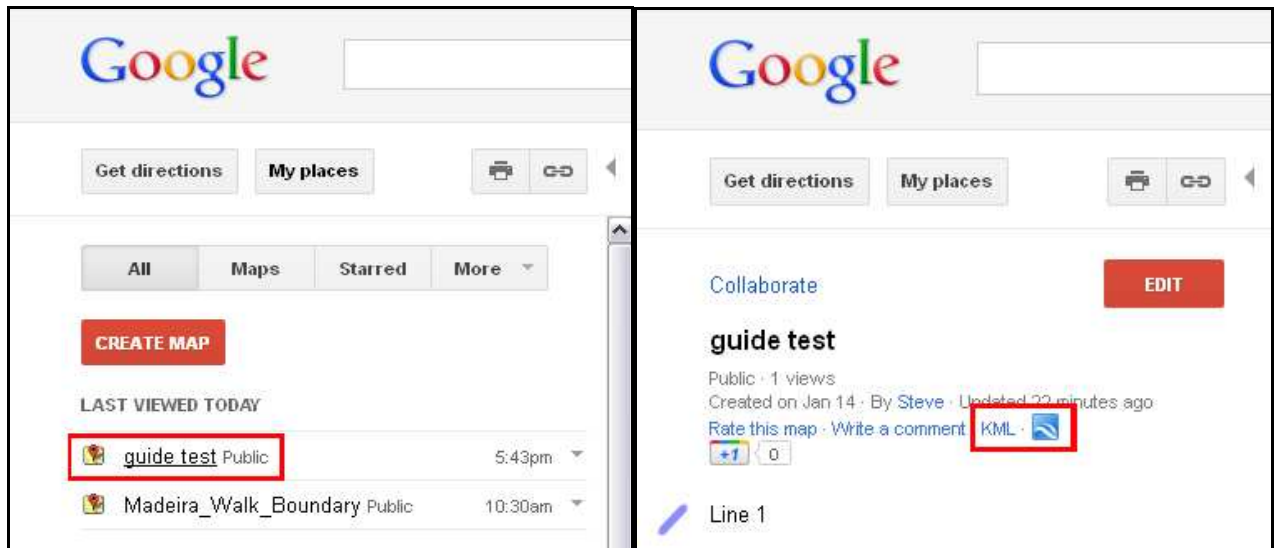 Google
Get directions My places
All Maps Starred More
CREATE MAP
LAST VIEWED TODAY
guide test Public 5:43pm
Madeira_Walk_Boundary Public 10:30am
Google
Get directions My places
Collaborate EDIT
guide test
Public · 1 views
Created on Jan 14 · By Steve · Updated 22 minutes ago
Rate this map · Write a comment · KML ·
+1 0
Line 1